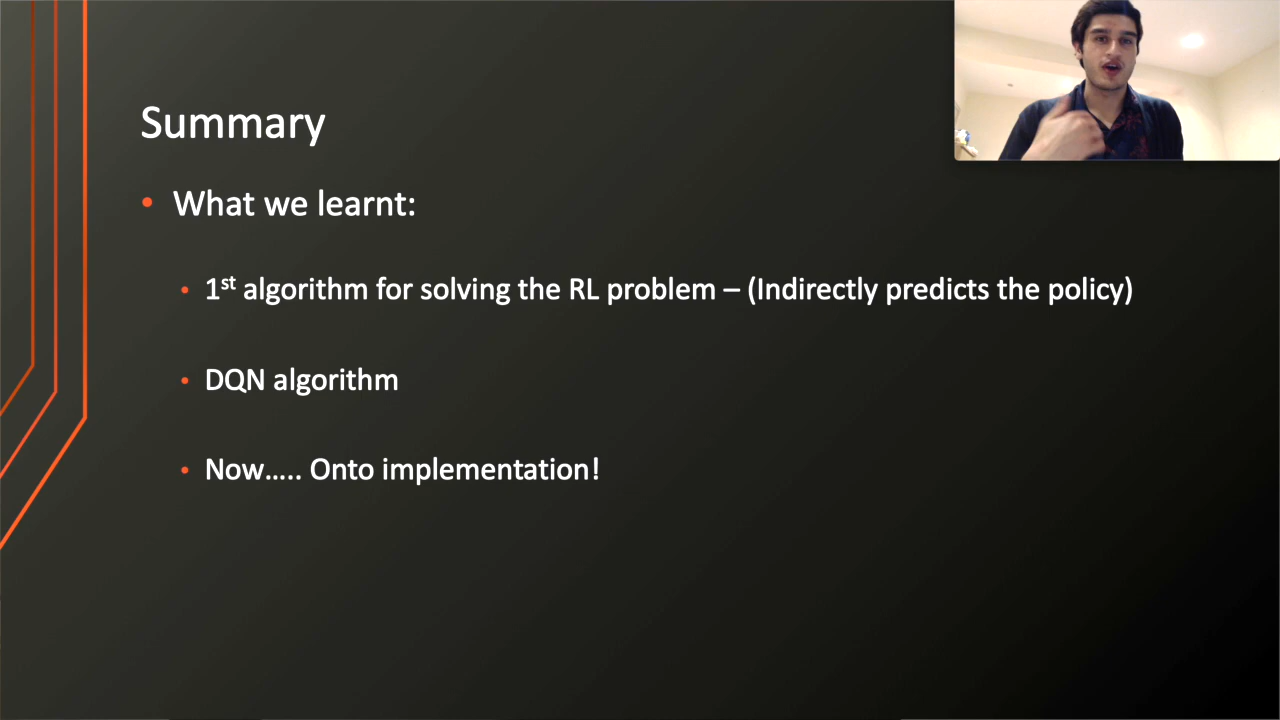 Summary
• What we learnt:
• 1st algorithm for solving the RL problem – (Indirectly predicts the policy)
• DQN algorithm
• Now….. Onto implementation!